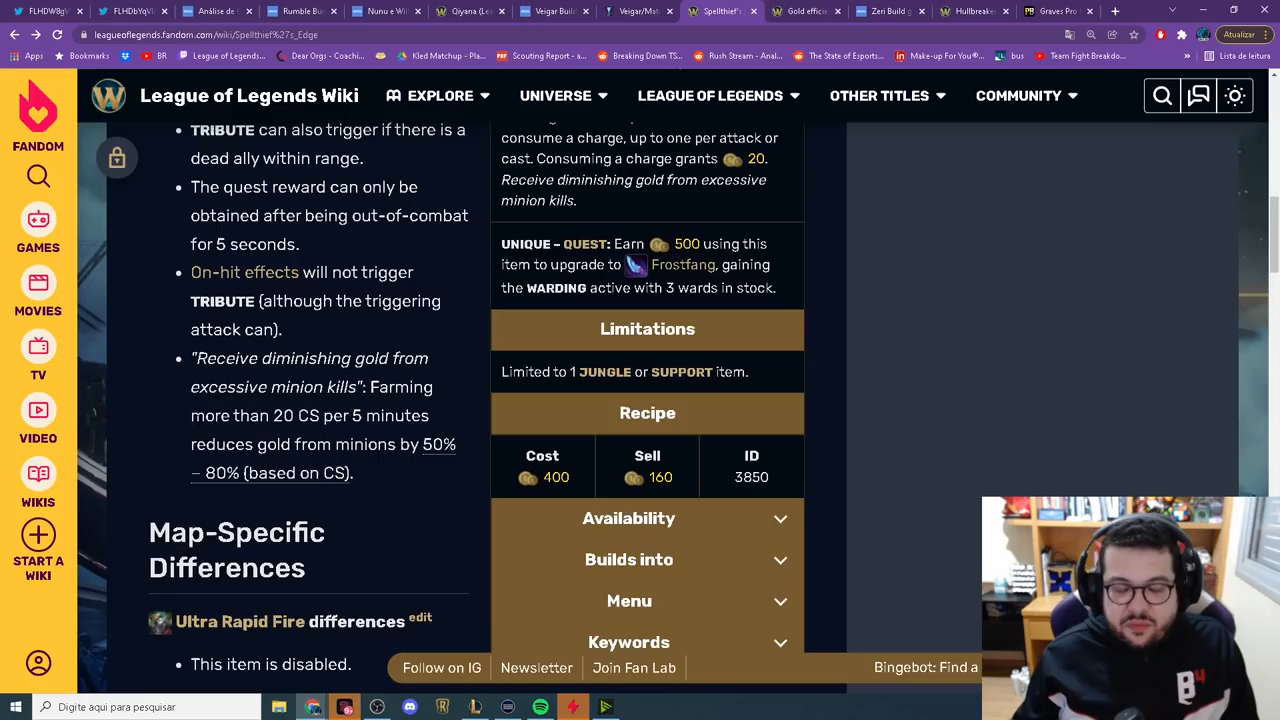 FLHDW8gV
FLHDbYqVI
Análise de
Rumble Bu
Nunu e Will
Qiyana (Le
Veigar Build
Veigar/Mat
Spellthief's
Gold efficie
Zeri Build g
Hullbreake
Graves Pro
leagueoflegends.fandom.com/wiki/Spellthief%27s_Edge
Atualizar
Apps
Bookmarks
BR
League of Legends...
Dear Orgs - Coachi...
Kled Matchup - Pla...
Scouting Report - a...
Breaking Down TS...
Rush Stream - Anal...
The State of Esports...
Make-up For You®...
bus
Team Fight Breakdo...
Lista de leitura
FANDOM
GAMES
MOVIES
TV
VIDEO
WIKIS
START A
WIKI
League of Legends Wiki
EXPLORE
UNIVERSE
LEAGUE OF LEGENDS
OTHER TITLES
COMMUNITY
TRIBUTE can also trigger if there is a
dead ally within range.
The quest reward can only be
obtained after being out-of-combat
for 5 seconds.
On-hit effects will not trigger
TRIBUTE (although the triggering
attack can).
"Receive diminishing gold from
excessive minion kills": Farming
more than 20 CS per 5 minutes
reduces gold from minions by 50%
– 80% (based on CS).
Map-Specific
Differences
Ultra Rapid Fire differences edit
This item is disabled.
consume a charge, up to one per attack or
cast. Consuming a charge grants 20.
Receive diminishing gold from excessive
minion kills.
UNIQUE – QUEST: Earn 500 using this
item to upgrade to Frostfang, gaining
the WARDING active with 3 wards in stock.
Limitations
Limited to 1 JUNGLE or SUPPORT item.
Recipe
Cost Sell ID
400 160 3850
Availability
Builds into
Menu
Keywords
Follow on IG
Newsletter
Join Fan Lab
Bingebot: Find a
Digite aqui para pesquisar